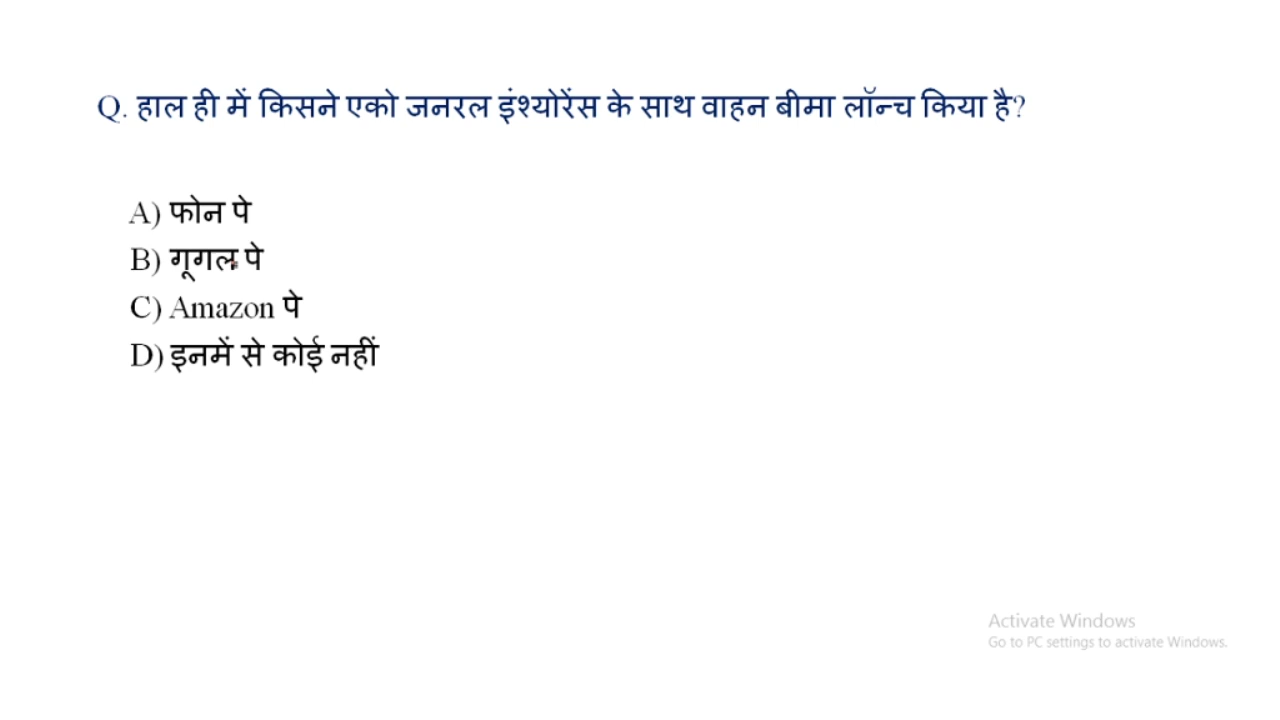 Q. हाल ही में किसने एको जनरल इंश्योरेंस के साथ वाहन बीमा लॉन्च किया है?
A) फोन पे
B) गूगल पे
C) Amazon पे
D) इनमें से कोई नहीं
Activate Windows
Go to PC settings to activate Windows.